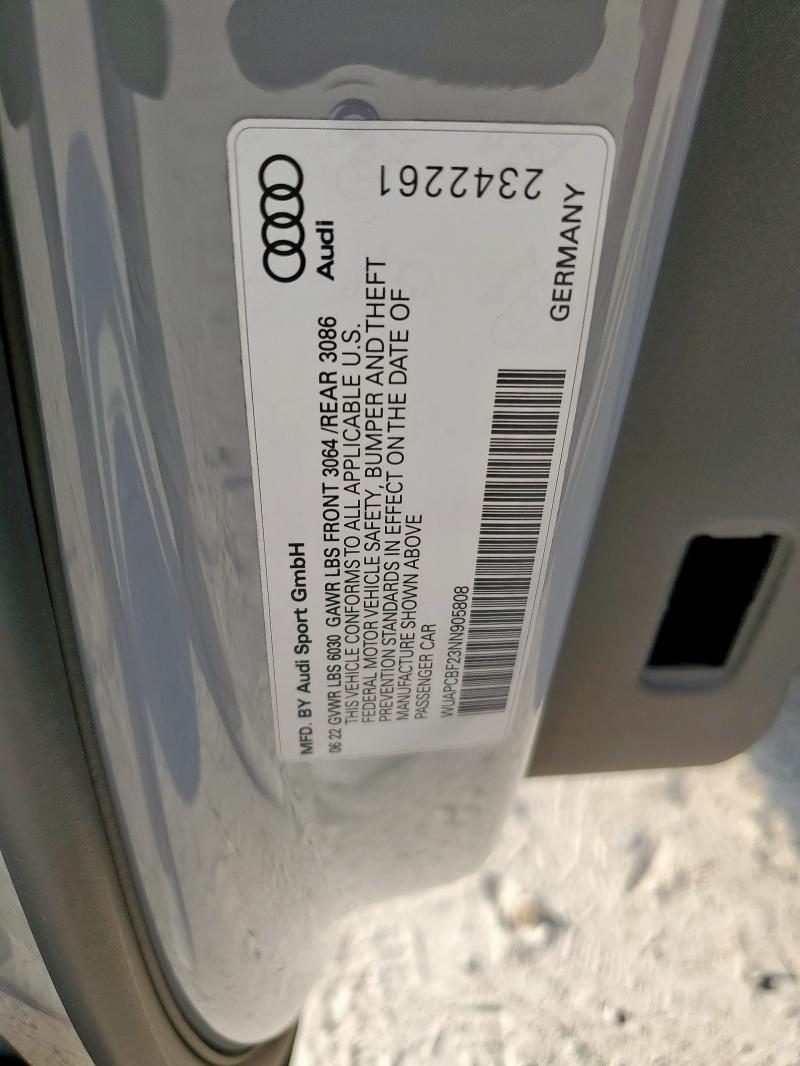 Audi
MFD. BY Audi Sport GmbH
06 22 GVWR LBS 6030 GAWR LBS FRONT 3064 /REAR 3086
THIS VEHICLE CONFORMS TO ALL APPLICABLE U.S.
FEDERAL MOTOR VEHICLE SAFETY, BUMPER AND THEFT
PREVENTION STANDARDS IN EFFECT ON THE DATE OF
MANUFACTURE SHOWN ABOVE
PASSENGER CAR
WUAPCBF23NN905808
GERMANY
2342261